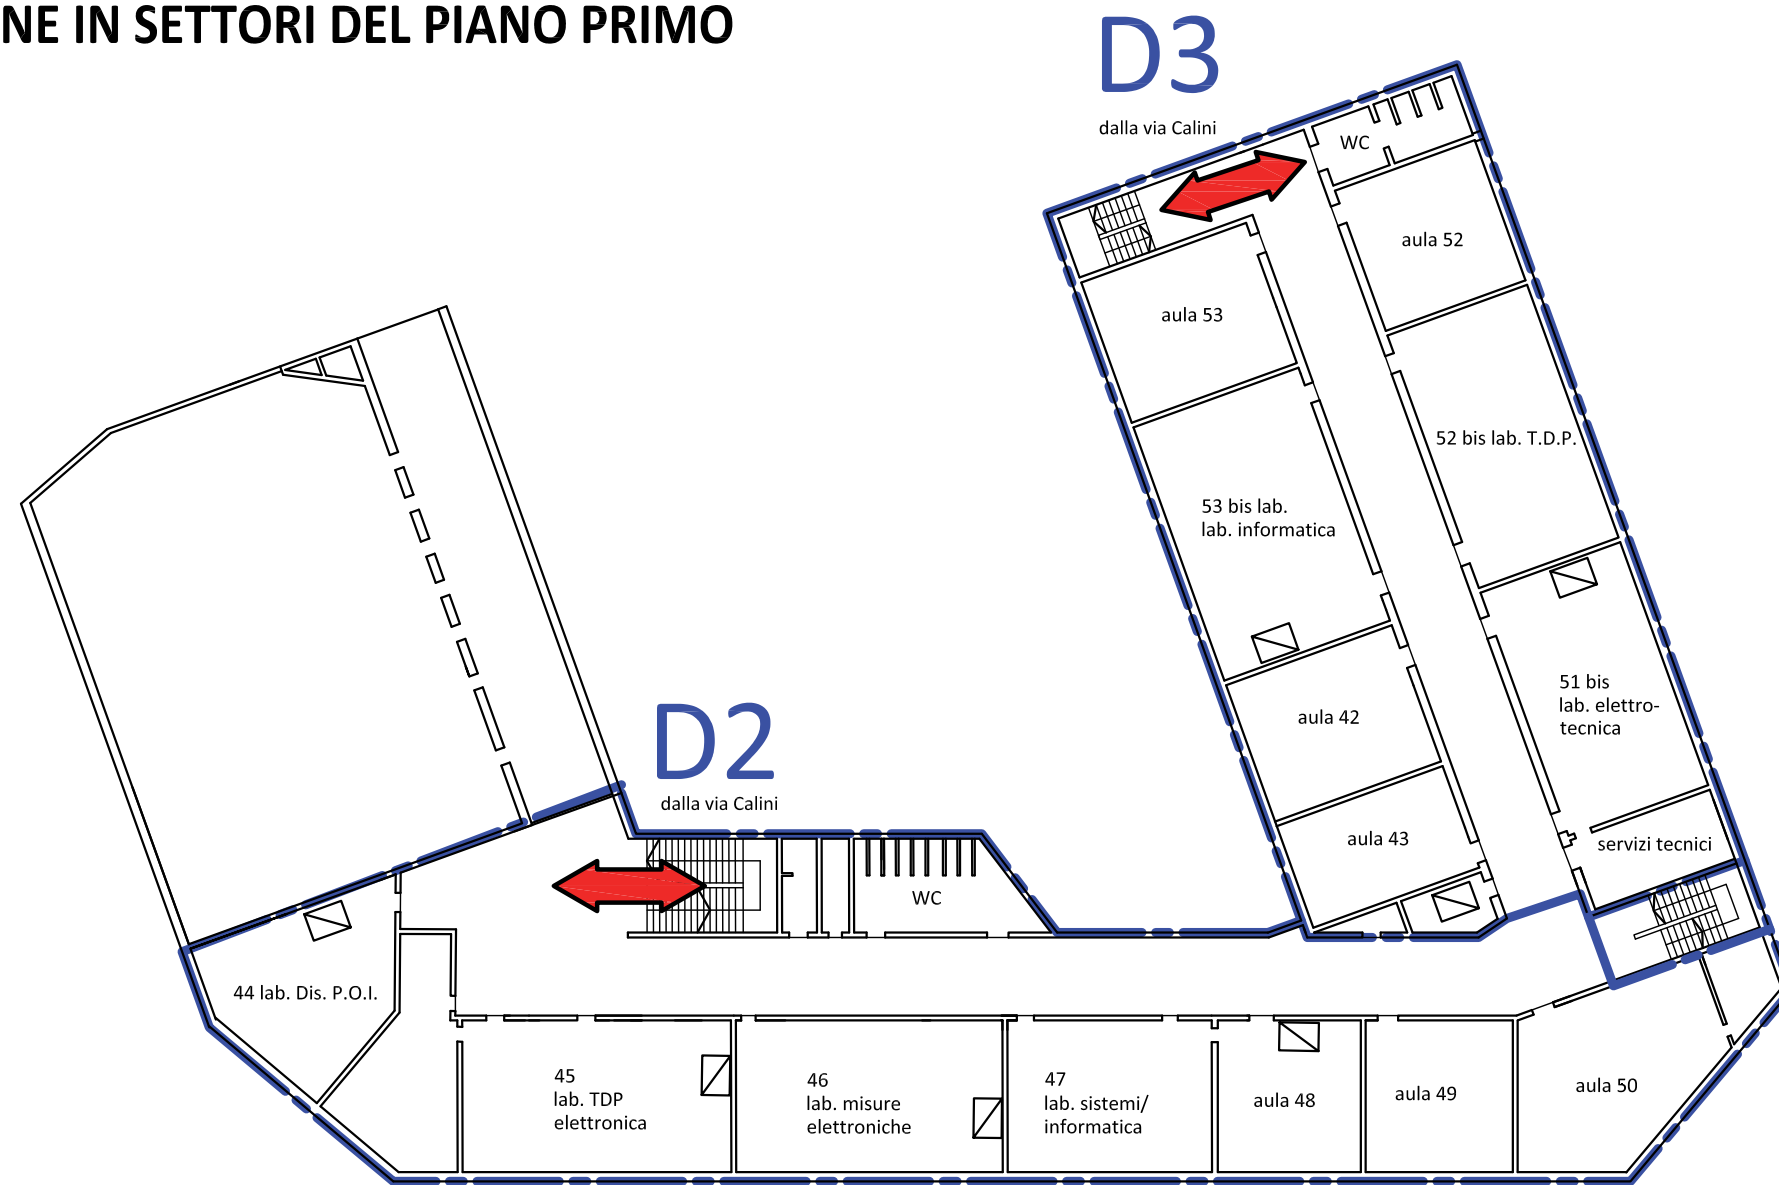 NE IN SETTORI DEL PIANO PRIMO
D3
dalla via Calini
WC
aula 52
aula 53
52 bis lab. T.D.P.
53 bis lab.
lab. informatica
51 bis
lab. elettro-
tecnica
aula 42
D2
dalla via Calini
aula 43
servizi tecnici
WC
44 lab. Dis. P.O.I.
45
lab. TDP
elettronica
46
lab. misure
elettroniche
47
lab. sistemi/
informatica
aula 48
aula 49
aula 50